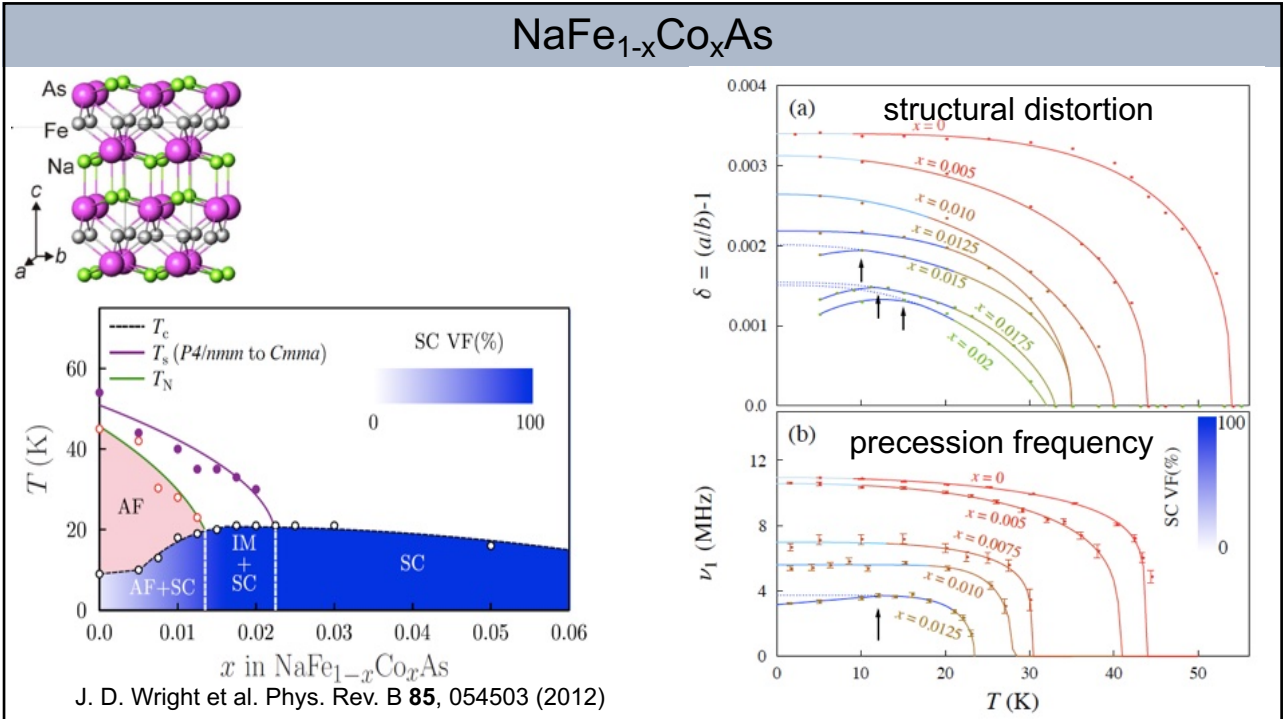 NaFe1-xCoxAs
As
Fe
Na
c
a
b
Tc
Ts (P4/nmm to Cmma)
TN
SC VF(%)
0
100
60
40
20
0
T (K)
AF
AF+SC
IM
+
SC
SC
0.0 0.01 0.02 0.03 0.04 0.05 0.06
x in NaFe1−xCoxAs
J. D. Wright et al. Phys. Rev. B 85, 054503 (2012)
(a)
structural distortion
0.004
0.003
0.002
0.001
0.0
δ = (a/b)-1
x = 0
x = 0.005
x = 0.010
x = 0.0125
x = 0.015
x = 0.0175
x = 0.02
(b)
precession frequency
12
8
4
0
ν1 (MHz)
x = 0
x = 0.005
x = 0.0075
x = 0.010
x = 0.0125
100
SC VF(%)
0
0 10 20 30 40 50
T (K)